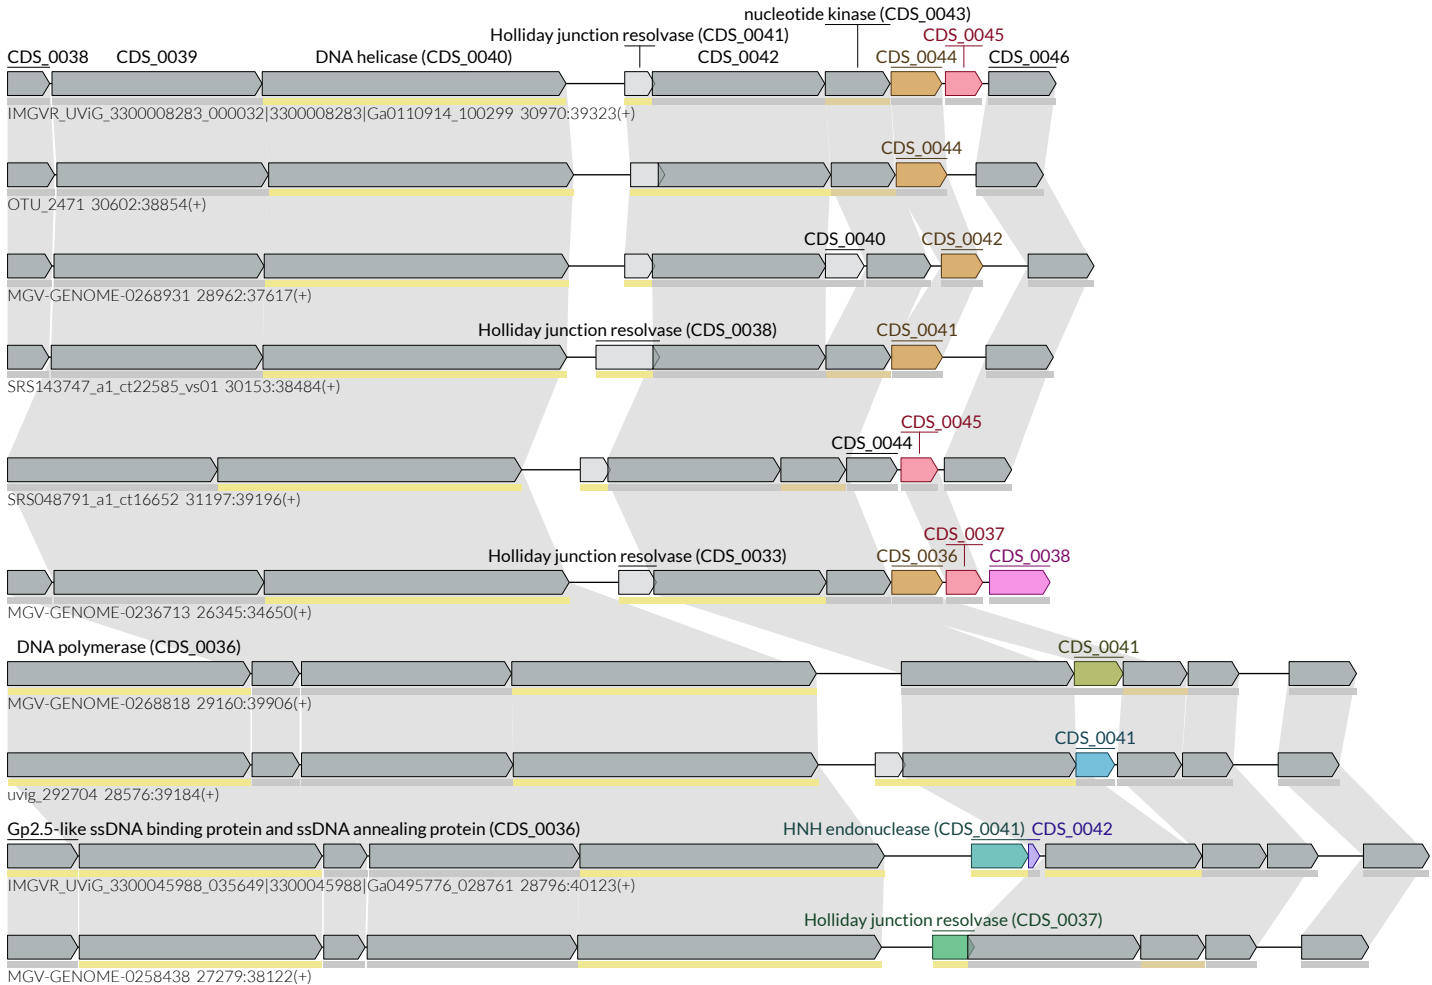 nucleotide kinase (CDS_0043)
Holliday junction resolvase (CDS_0041) CDS_0045
CDS_0038 CDS_0039 DNA helicase (CDS_0040) CDS_0042 CDS_0044 CDS_0046
IMGVR_UViG_3300008283_000032|3300008283|Ga0110914_100299 30970:39323(+)
CDS_0044
OTU_2471 30602:38854(+)
CDS_0040 CDS_0042
MGV-GENOME-0268931 28962:37617(+)
Holliday junction resolvase (CDS_0038) CDS_0041
SRS143747_a1_ct22585_vs01 30153:38484(+)
CDS_0045
CDS_0044
SRS048791_a1_ct16652 31197:39196(+)
CDS_0037
Holliday junction resolvase (CDS_0033) CDS_0036 CDS_0038
MGV-GENOME-0236713 26345:34650(+)
DNA polymerase (CDS_0036) CDS_0041
MGV-GENOME-0268818 29160:39906(+)
CDS_0041
uvig_292704 28576:39184(+)
Gp2.5-like ssDNA binding protein and ssDNA annealing protein (CDS_0036) HNH endonuclease (CDS_0041) CDS_0042
IMGVR_UViG_3300045988_035649|3300045988|Ga0495776_028761 28796:40123(+)
Holliday junction resolvase (CDS_0037)
MGV-GENOME-0258438 27279:38122(+)